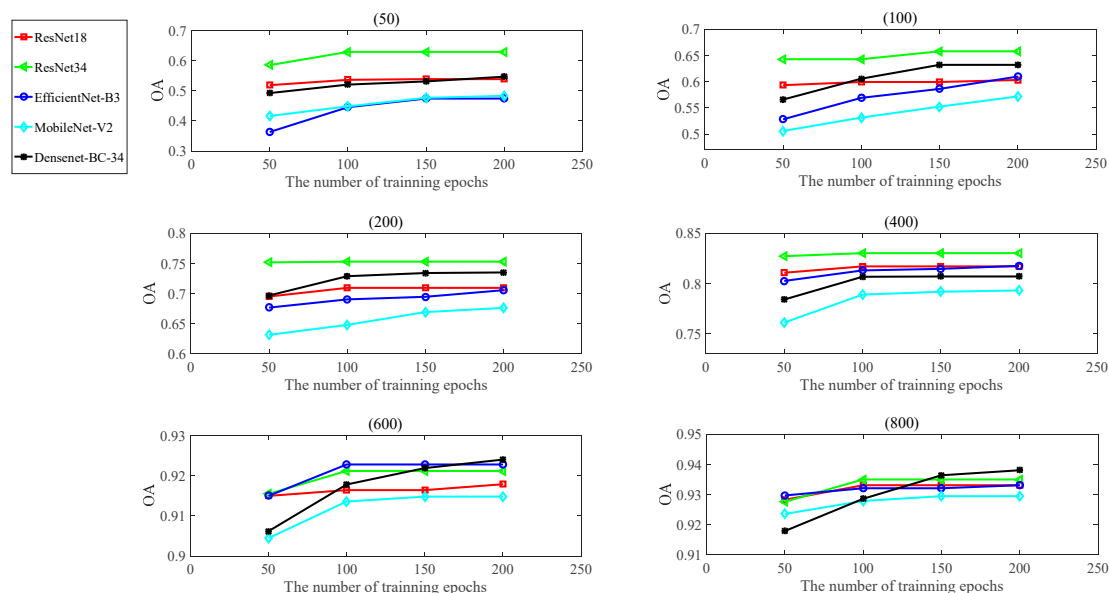 ResNet18
ResNet34
EfficientNet-B3
MobileNet-V2
Densenet-BC-34
(50)
0.7
0.6
0.5
0.4
0.3
OA
0 50 100 150 200 250
The number of trainning epochs
(100)
0.7
0.65
0.6
0.55
0.5
OA
0 50 100 150 200 250
The number of trainning epochs
(200)
0.8
0.75
0.7
0.65
0.6
OA
0 50 100 150 200 250
The number of trainning epochs
(400)
0.85
0.8
0.75
OA
0 50 100 150 200 250
The number of trainning epochs
(600)
0.93
0.92
0.91
0.9
OA
0 50 100 150 200 250
The number of trainning epochs
(800)
0.95
0.94
0.93
0.92
0.91
OA
0 50 100 150 200 250
The number of trainning epochs